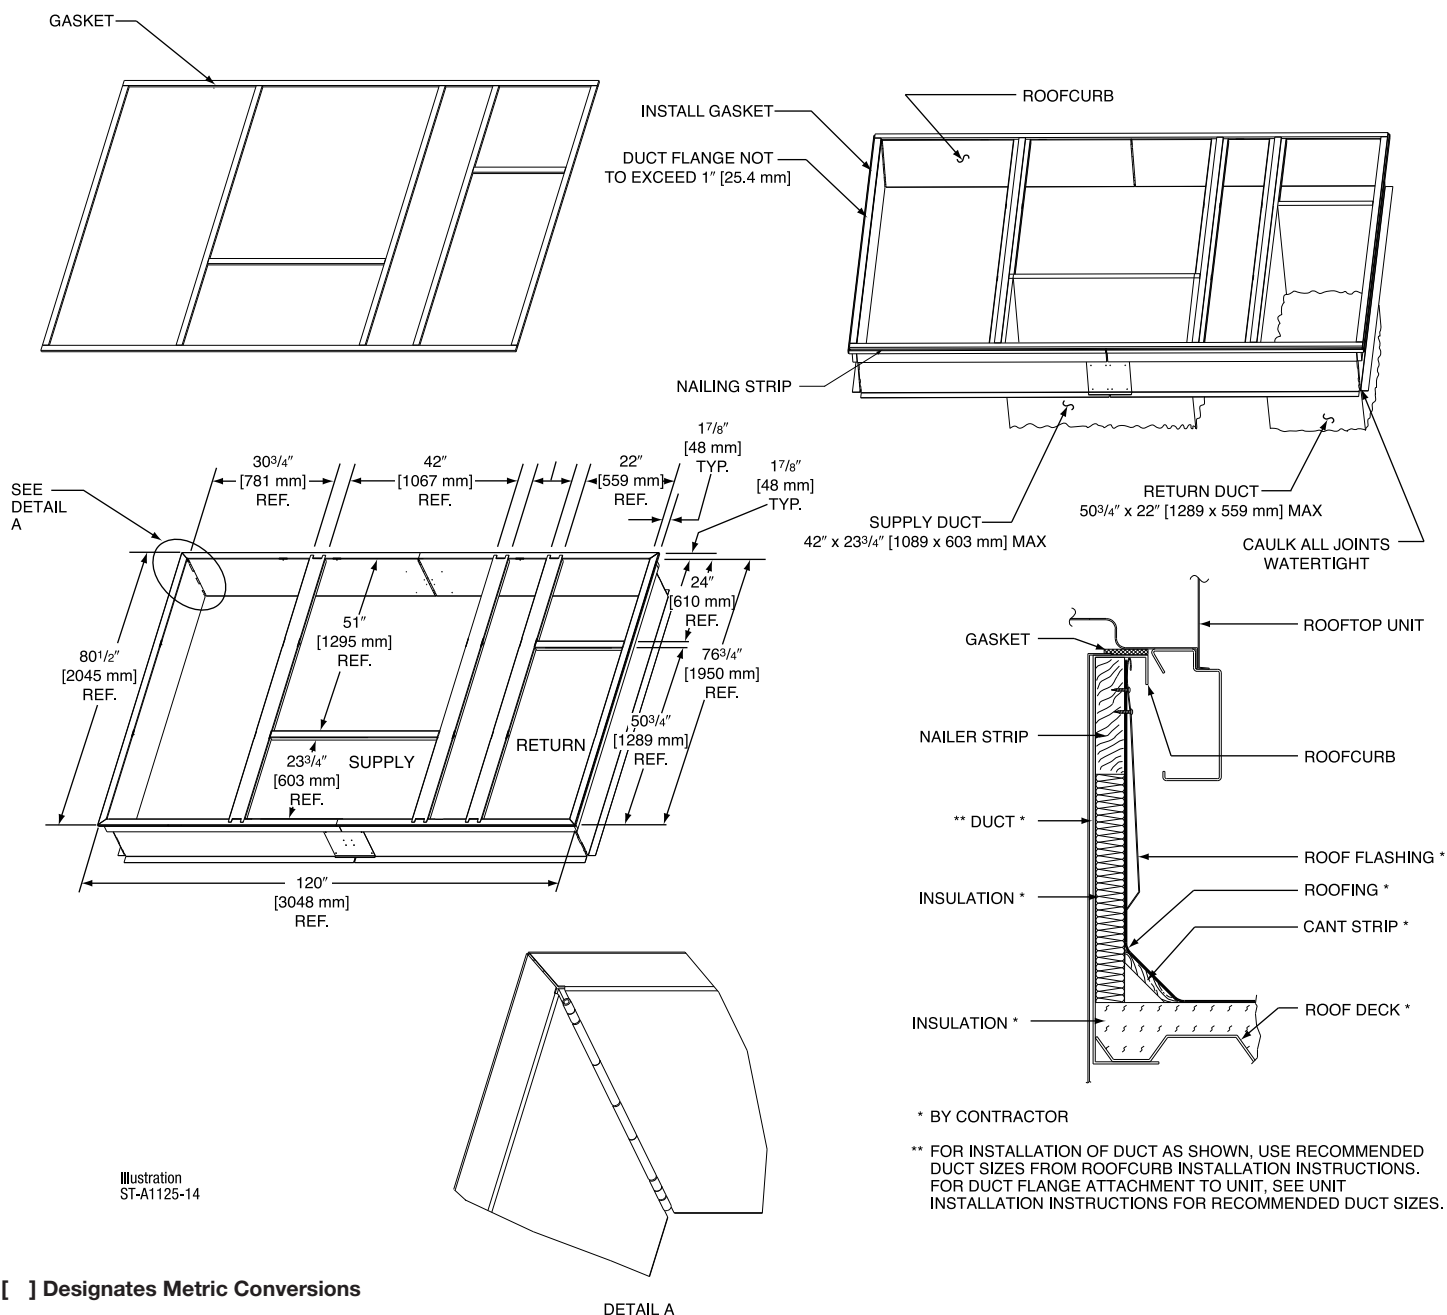 GASKET
INSTALL GASKET
DUCT FLANGE NOT
TO EXCEED 1″ [25.4 mm]
ROOFCURB
NAILING STRIP
SUPPLY DUCT
42″ x 23 3/4″ [1089 x 603 mm] MAX
RETURN DUCT
50 3/4″ x 22″ [1289 x 559 mm] MAX
CAULK ALL JOINTS
WATERTIGHT
SEE
DETAIL
A
30 3/4″
[781 mm]
REF.
42″
[1067 mm]
REF.
22″
[559 mm]
REF.
1 7/8″
[48 mm]
TYP.
1 7/8″
[48 mm]
TYP.
80 1/2″
[2045 mm]
REF.
51″
[1295 mm]
REF.
24″
[610 mm]
REF.
76 3/4″
[1950 mm]
REF.
50 3/4″
[1289 mm]
REF.
23 3/4″
[603 mm]
REF.
SUPPLY
RETURN
120″
[3048 mm]
REF.
GASKET
ROOFTOP UNIT
NAILER STRIP
ROOFCURB
** DUCT *
ROOF FLASHING *
INSULATION *
ROOFING *
CANT STRIP *
INSULATION *
ROOF DECK *
* BY CONTRACTOR
** FOR INSTALLATION OF DUCT AS SHOWN, USE RECOMMENDED
DUCT SIZES FROM ROOFCURB INSTALLATION INSTRUCTIONS.
FOR DUCT FLANGE ATTACHMENT TO UNIT, SEE UNIT
INSTALLATION INSTRUCTIONS FOR RECOMMENDED DUCT SIZES.
Illustration
ST-A1125-14
[ ] Designates Metric Conversions
DETAIL A